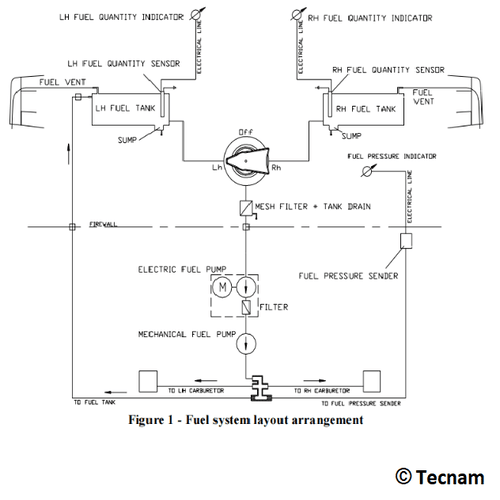 LH FUEL QUANTITY INDICATOR
RH FUEL QUANTITY INDICATOR
ELECTRICAL LINE
ELECTRICAL LINE
LH FUEL QUANTITY SENSOR
RH FUEL QUANTITY SENSOR
FUEL VENT
FUEL
VENT
LH FUEL TANK
RH FUEL TANK
SUMP
SUMP
Off
Lh
Rh
FUEL PRESSURE INDICATOR
ELECTRICAL LINE
MESH FILTER + TANK DRAIN
FIREWALL
ELECTRIC FUEL PUMP
FUEL PRESSURE SENDER
M
FILTER
MECHANICAL FUEL PUMP
TO LH CARBURETOR
TO RH CARBURETOR
TO FUEL TANK
TO FUEL PRESSURE SENDER
Figure 1 - Fuel system layout arrangement
© Tecnam